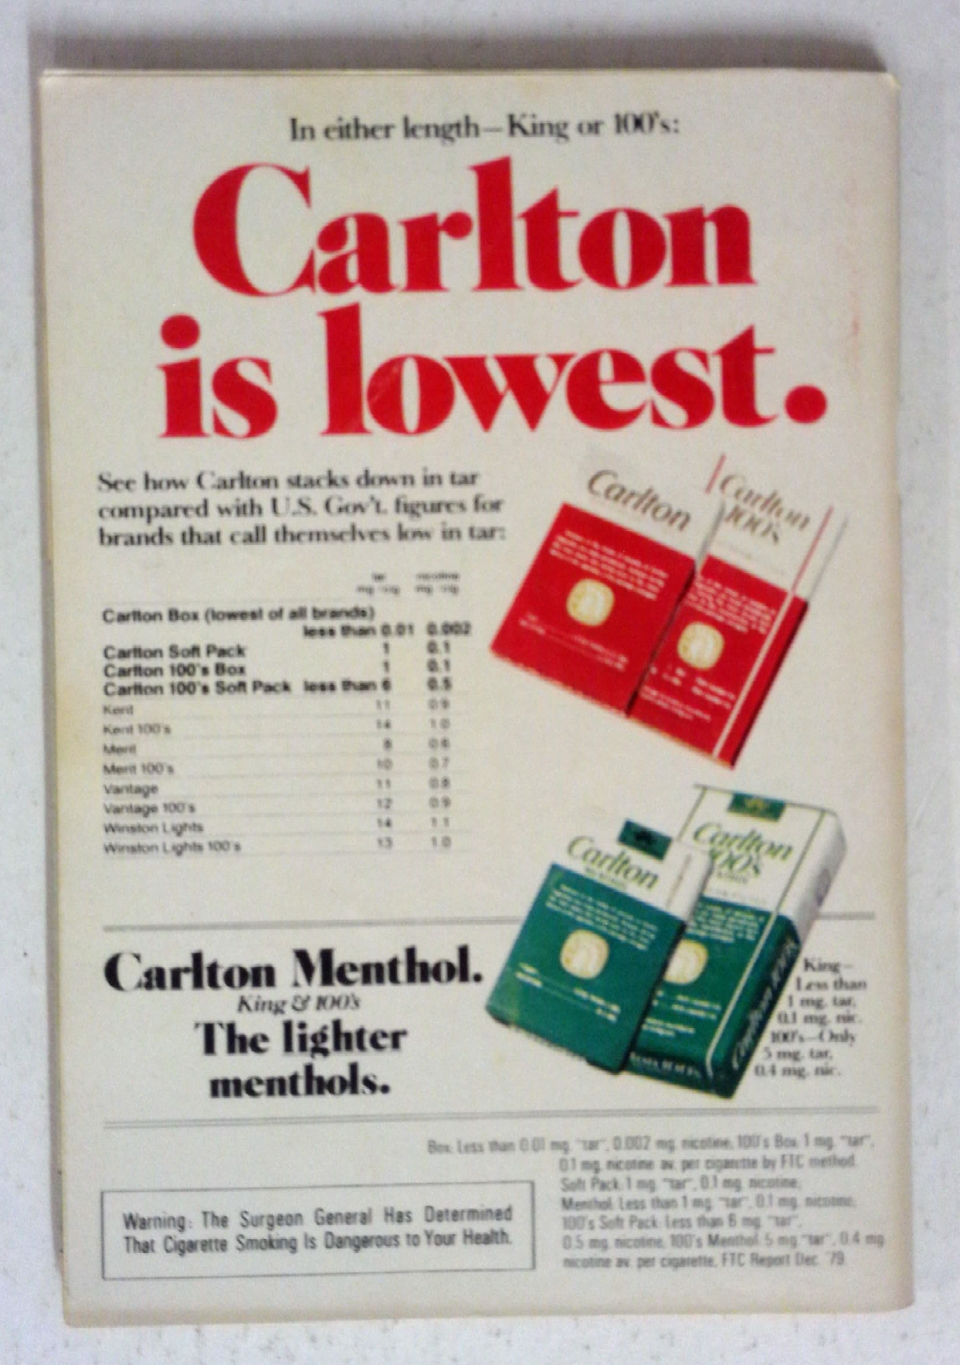 In either length—King or 100's:
Carlton
is lowest.
See how Carlton stacks down in tar
compared with U.S. Gov't. figures for
brands that call themselves low in tar:
tar nicotine
mg./cig. mg./cig.
Carlton Box (lowest of all brands)
less than 0.01 0.002
Carlton Soft Pack 1 0.1
Carlton 100's Box 1 0.1
Carlton 100's Soft Pack less than 6 0.5
Kent 11 0.9
Kent 100's 14 1.0
Merit 8 0.6
Merit 100's 10 0.7
Vantage 11 0.8
Vantage 100's 12 0.9
Winston Lights 14 1.1
Winston Lights 100's 13 1.0
Carlton
Carlton
100's
Carlton
MENTHOL
Carlton
100's
Carlton Menthol.
King & 100's
The lighter
menthols.
King—
Less than
1 mg. tar,
0.1 mg. nic.
100's—Only
5 mg. tar,
0.4 mg. nic.
Box: Less than 0.01 mg. "tar", 0.002 mg. nicotine; 100's Box: 1 mg. "tar",
0.1 mg. nicotine av. per cigarette by FTC method.
Soft Pack: 1 mg. "tar", 0.1 mg. nicotine;
Menthol: Less than 1 mg. "tar", 0.1 mg. nicotine;
100's Soft Pack: Less than 6 mg. "tar",
0.5 mg. nicotine; 100's Menthol: 5 mg. "tar", 0.4 mg.
nicotine av. per cigarette, FTC Report Dec. '79.
Warning: The Surgeon General Has Determined
That Cigarette Smoking Is Dangerous to Your Health.